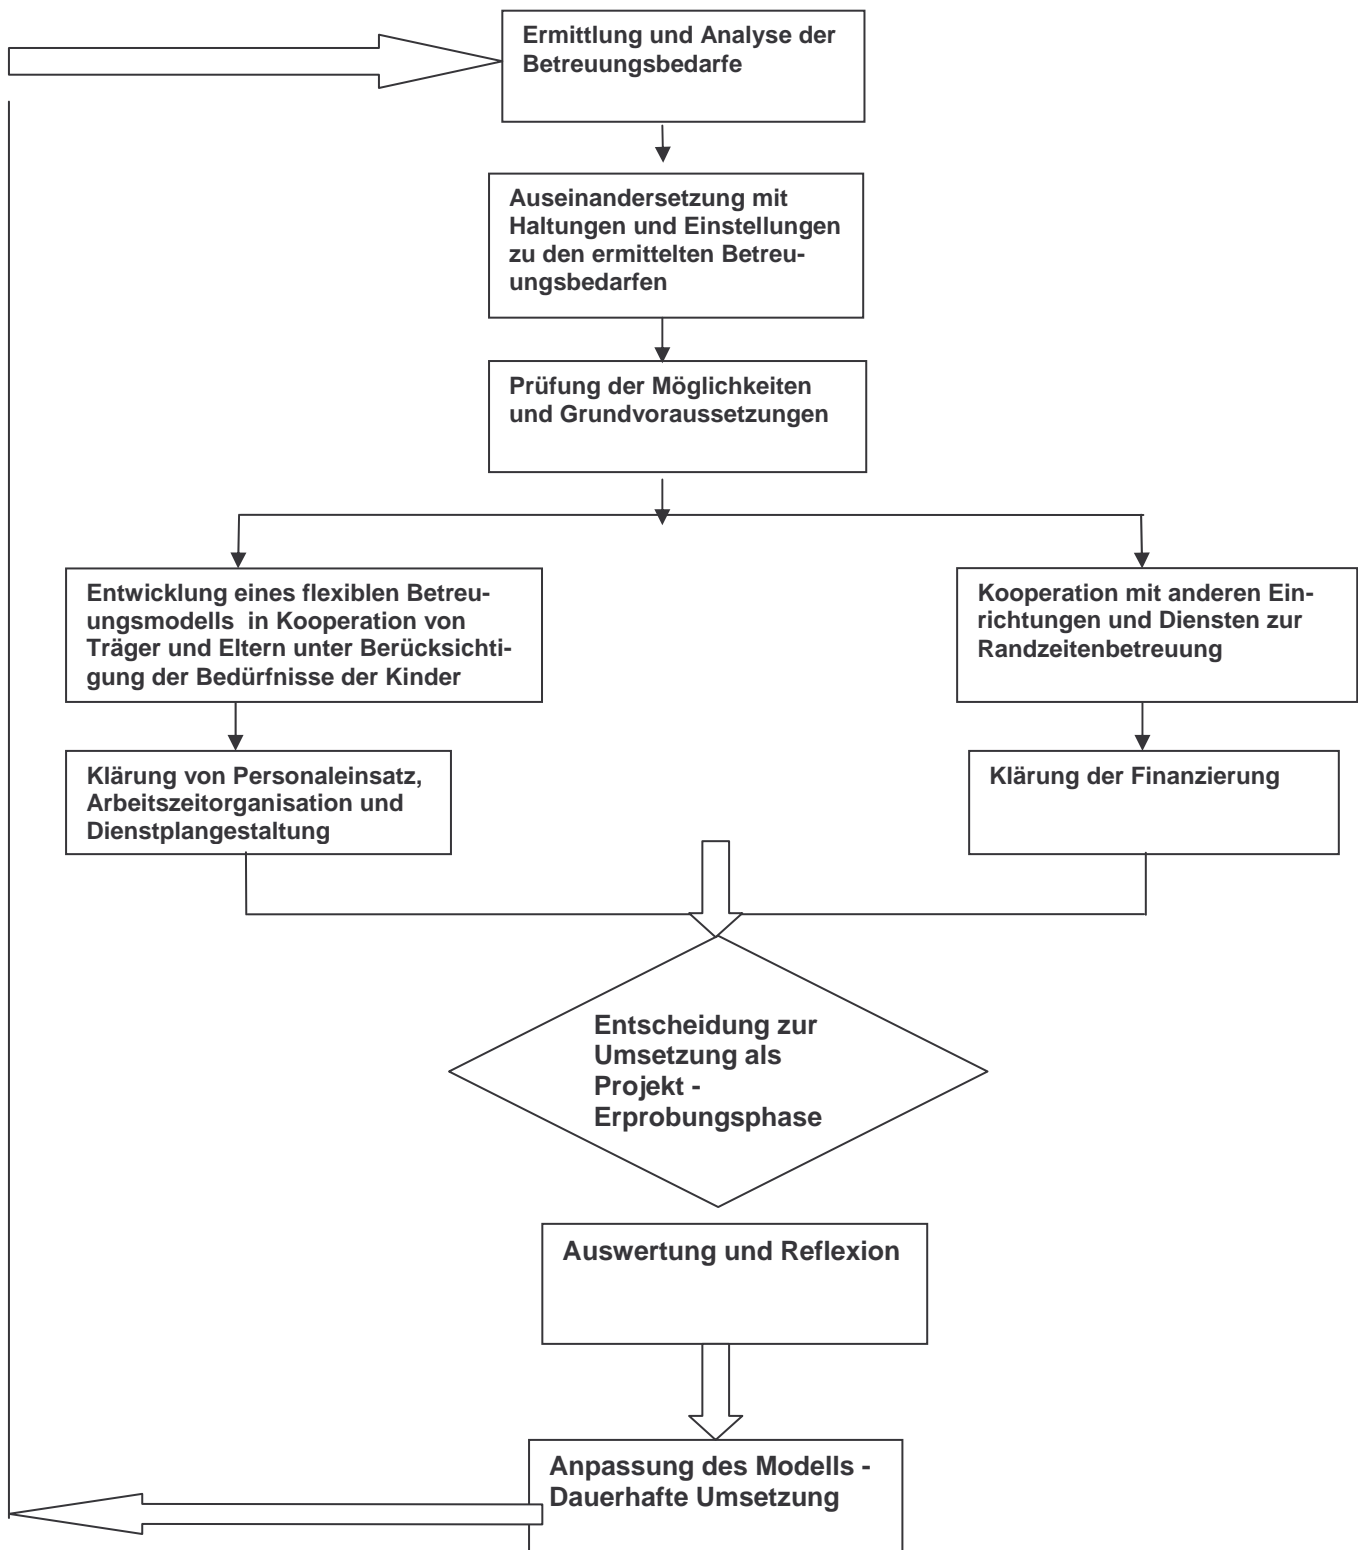 Ermittlung und Analyse der
Betreuungsbedarfe
Auseinandersetzung mit
Haltungen und Einstellungen
zu den ermittelten Betreu-
ungsbedarfen
Prüfung der Möglichkeiten
und Grundvoraussetzungen
Entwicklung eines flexiblen Betreu-
ungsmodells in Kooperation von
Träger und Eltern unter Berücksichti-
gung der Bedürfnisse der Kinder
Kooperation mit anderen Ein-
richtungen und Diensten zur
Randzeitenbetreuung
Klärung von Personaleinsatz,
Arbeitszeitorganisation und
Dienstplangestaltung
Klärung der Finanzierung
Entscheidung zur
Umsetzung als
Projekt -
Erprobungsphase
Auswertung und Reflexion
Anpassung des Modells -
Dauerhafte Umsetzung